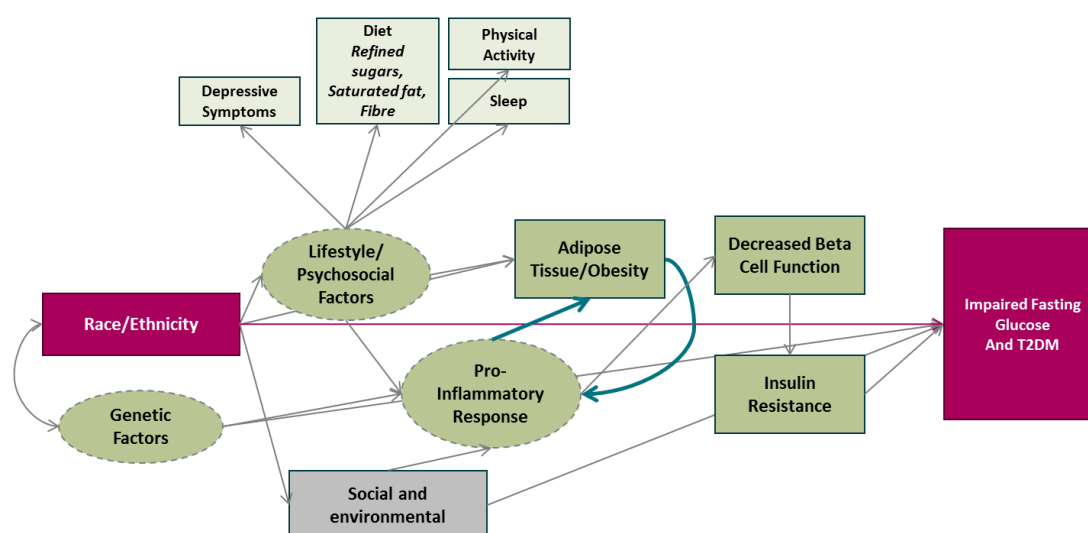 Diet
Refined
sugars,
Saturated fat,
Fibre
Physical
Activity
Depressive
Symptoms
Sleep
Lifestyle/
Psychosocial
Factors
Adipose
Tissue/Obesity
Decreased Beta
Cell Function
Race/Ethnicity
Impaired Fasting
Glucose
And T2DM
Pro-
Inflammatory
Response
Insulin
Resistance
Genetic
Factors
Social and
environmental